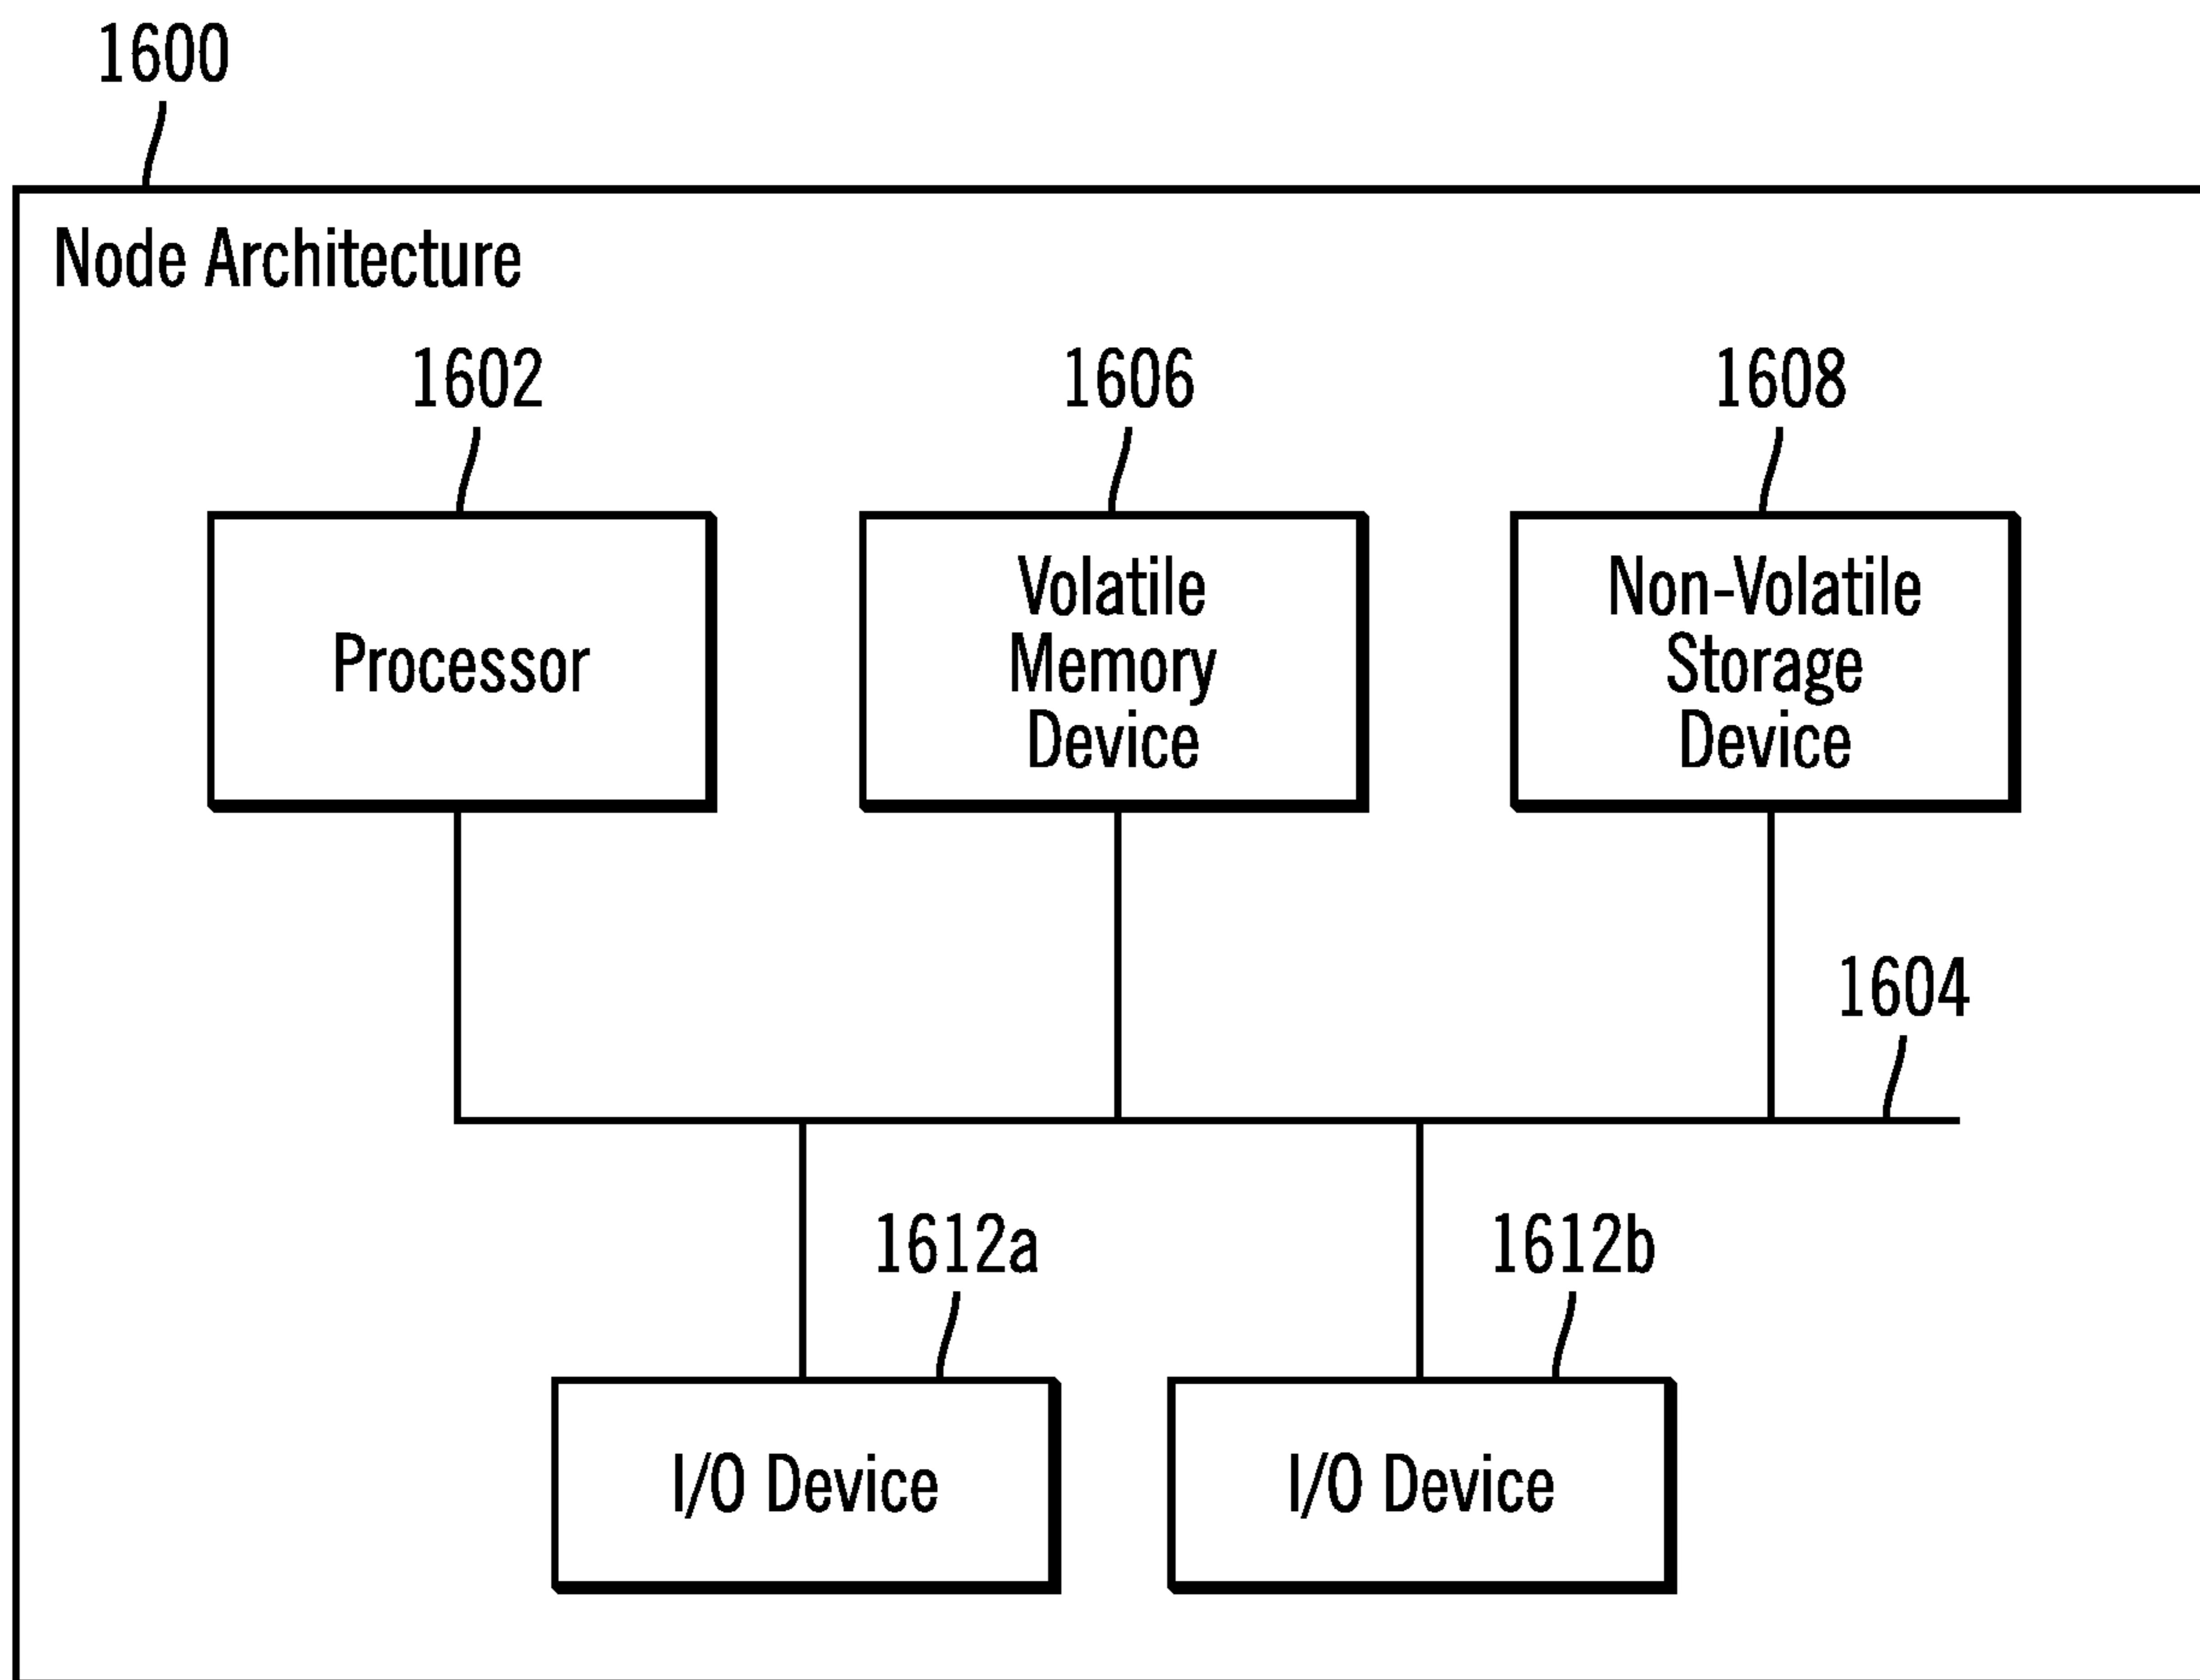 1600
Node Architecture
1602
1606
1608
Processor
Volatile
Memory
Device
Non-Volatile
Storage
Device
1604
1612a
1612b
I/O Device
I/O Device